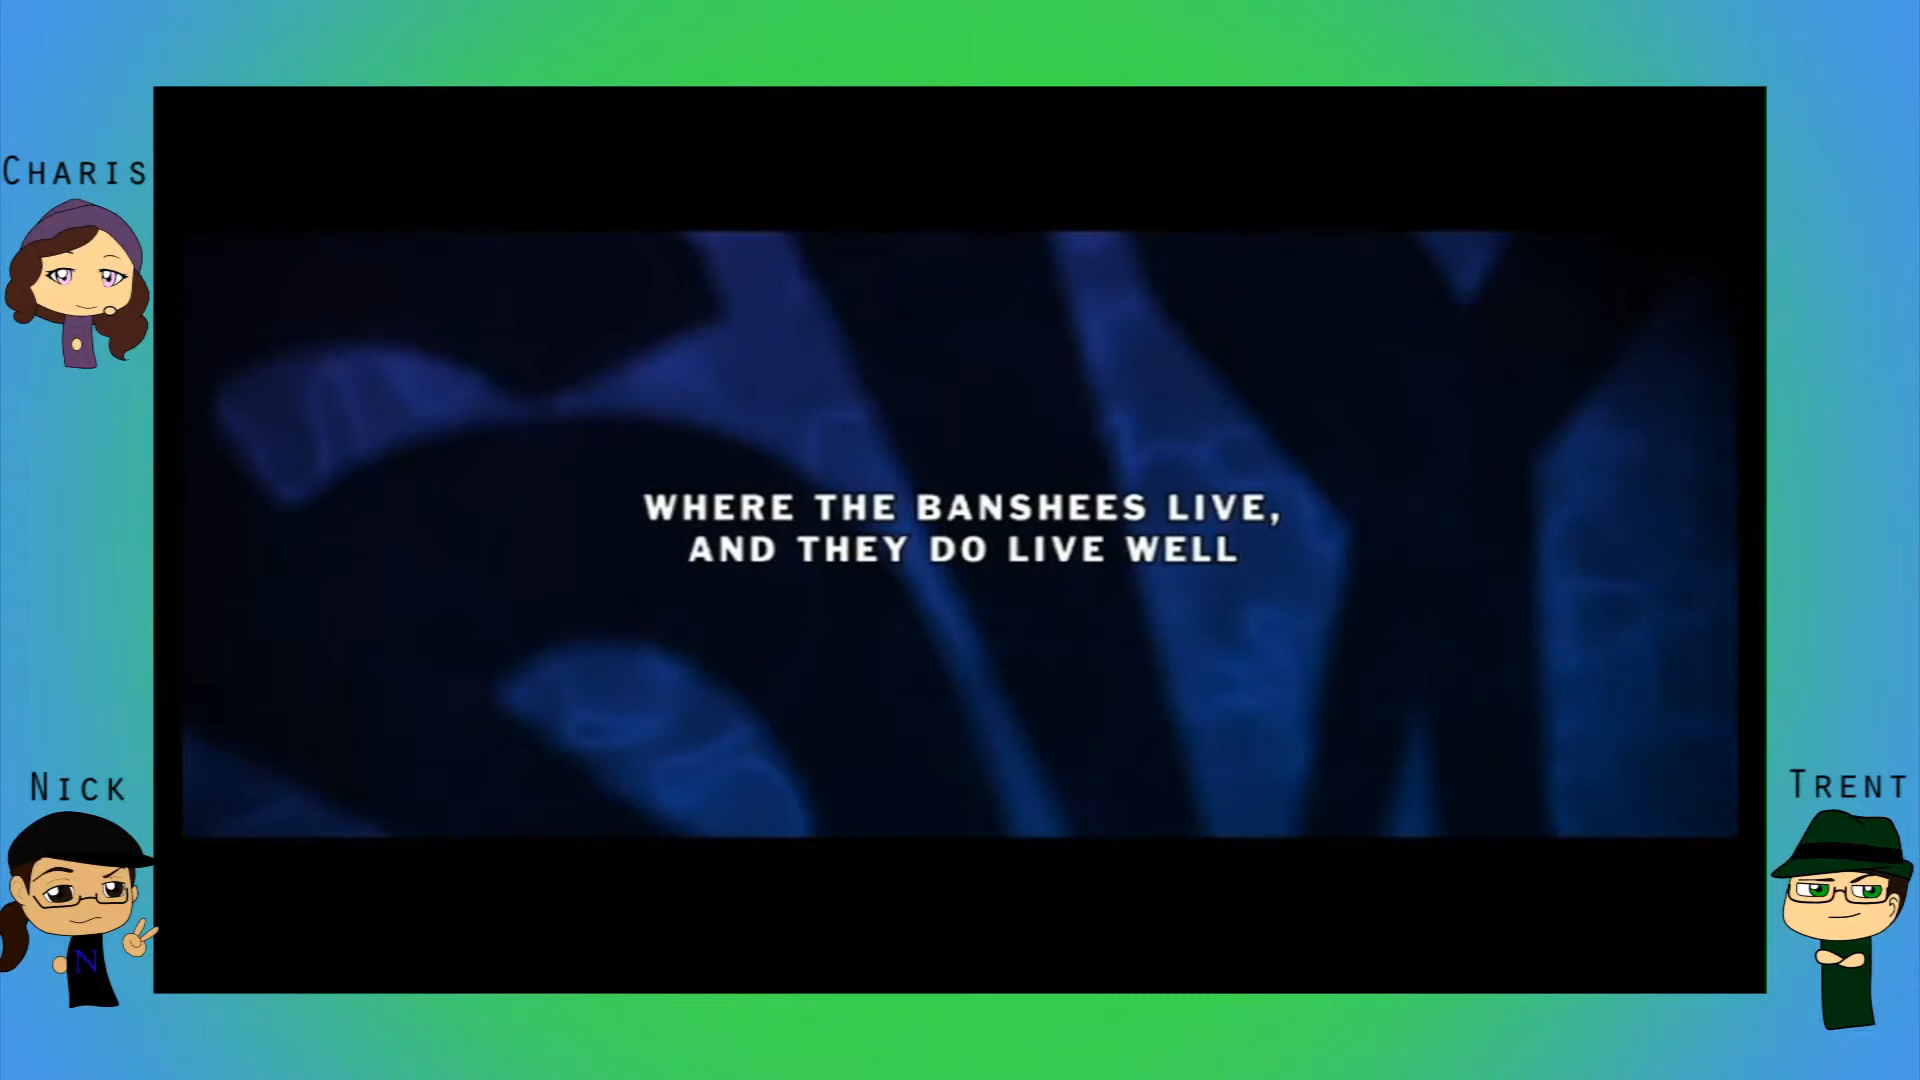 CHARIS
WHERE THE BANSHEES LIVE,
AND THEY DO LIVE WELL
NICK
N
TRENT